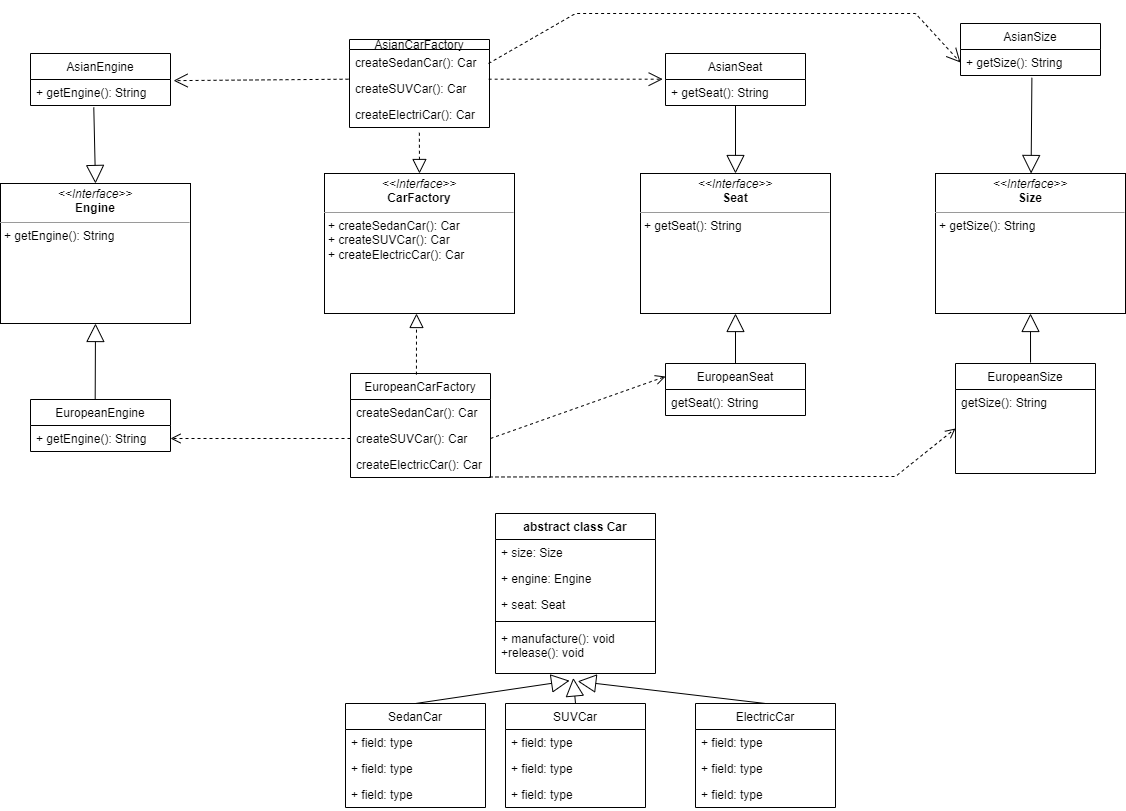 AsianCarFactory
createSedanCar(): Car
createSUVCar(): Car
createElectriCar(): Car
AsianEngine
+ getEngine(): String
AsianSeat
+ getSeat(): String
AsianSize
+ getSize(): String
<<Interface>>
Engine
+ getEngine(): String
<<Interface>>
CarFactory
+ createSedanCar(): Car
+ createSUVCar(): Car
+ createElectricCar(): Car
<<Interface>>
Seat
+ getSeat(): String
<<Interface>>
Size
+ getSize(): String
EuropeanEngine
+ getEngine(): String
EuropeanCarFactory
createSedanCar(): Car
createSUVCar(): Car
createElectricCar(): Car
EuropeanSeat
getSeat(): String
EuropeanSize
getSize(): String
abstract class Car
+ size: Size
+ engine: Engine
+ seat: Seat
+ manufacture(): void
+release(): void
SedanCar
+ field: type
+ field: type
+ field: type
SUVCar
+ field: type
+ field: type
+ field: type
ElectricCar
+ field: type
+ field: type
+ field: type